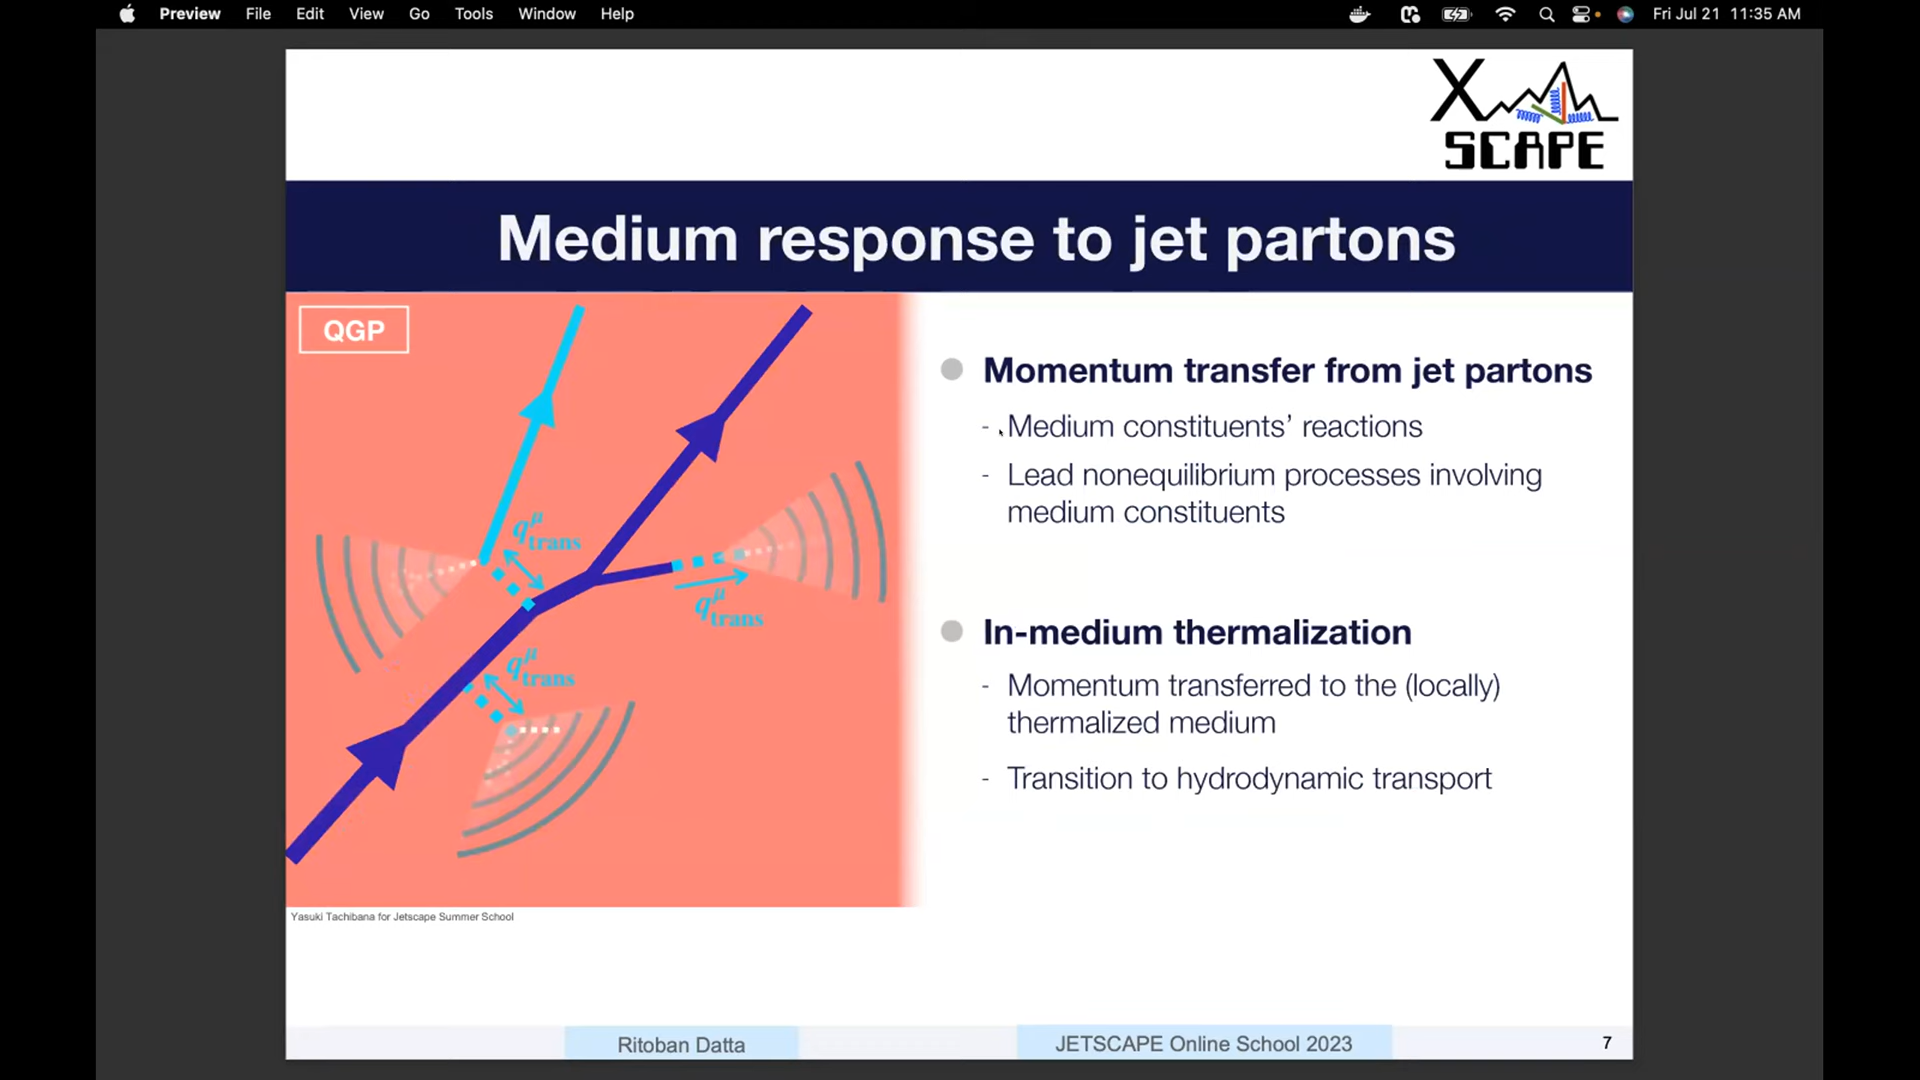 Preview File Edit View Go Tools Window Help Fri Jul 21 11:35 AM
X
SCAPE
Medium response to jet partons
QGP
q^μ_trans
q^μ_trans
q^μ_trans
Yasuki Tachibana for Jetscape Summer School
Momentum transfer from jet partons
- Medium constituents’ reactions
- Lead nonequilibrium processes involving
medium constituents
In-medium thermalization
- Momentum transferred to the (locally)
thermalized medium
- Transition to hydrodynamic transport
Ritoban Datta
JETSCAPE Online School 2023
7